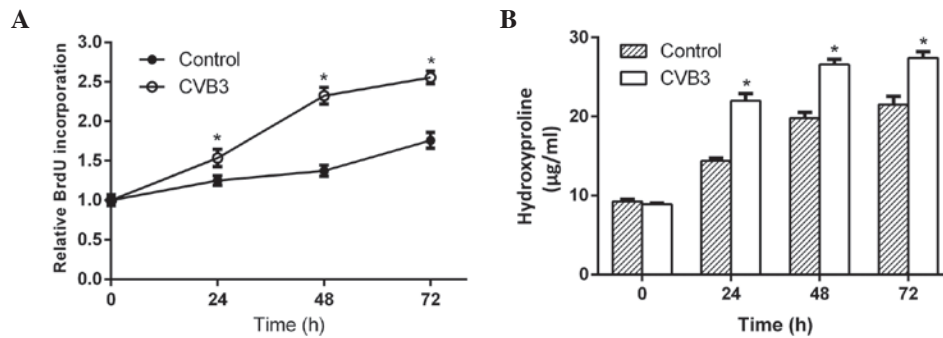 A
Relative BrdU incorporation
3.0
2.5
2.0
1.5
1.0
0.5
0.0
Control
CVB3
*
*
*
0
24
48
72
Time (h)
B
Hydroxyproline
(μg/ml)
30
20
10
0
Control
CVB3
*
*
*
0
24
48
72
Time (h)